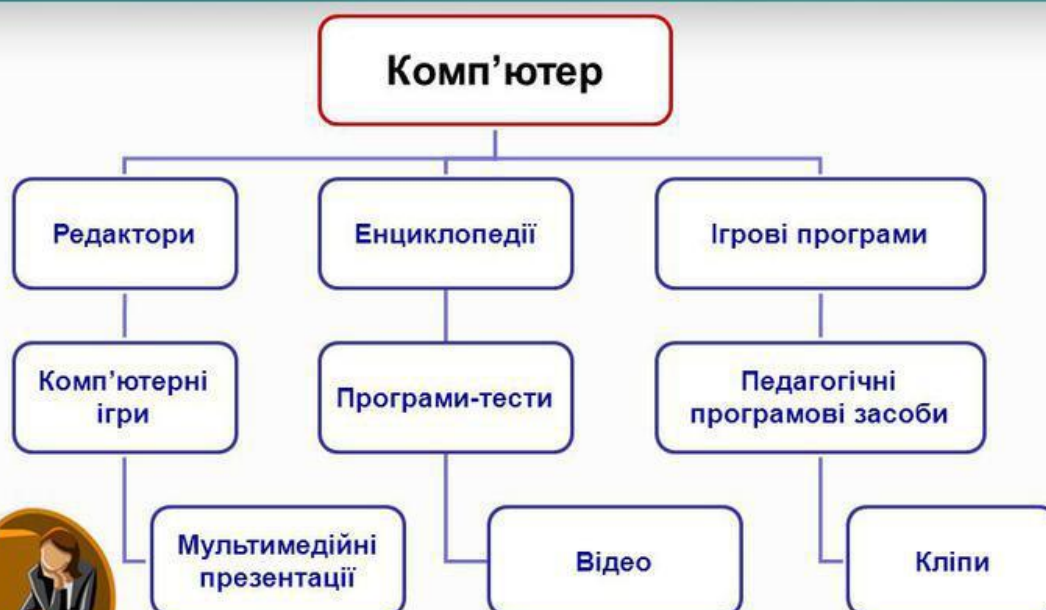 Комп’ютер
Редактори
Енциклопедії
Ігрові програми
Комп’ютерні
ігри
Програми-тести
Педагогічні
програмові засоби
Мультимедійні
презентації
Відео
Кліпи